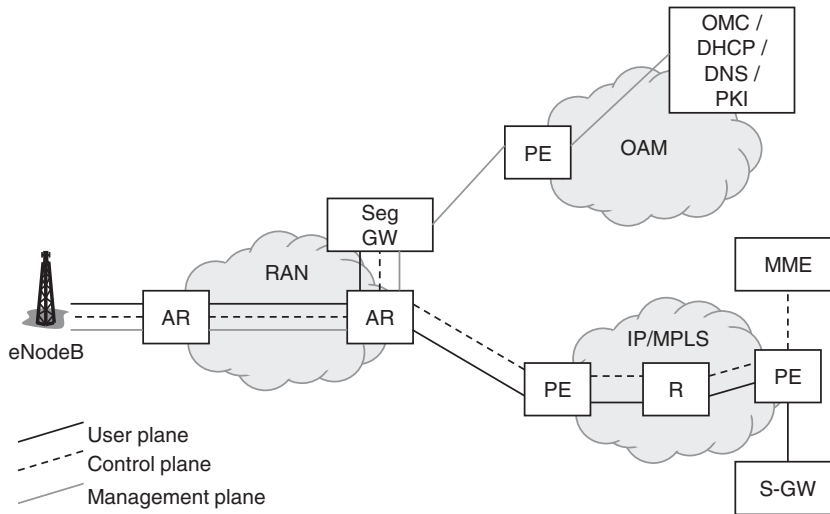 OMC /
DHCP /
DNS /
PKI
PE
OAM
Seg
GW
RAN
MME
AR
AR
eNodeB
IP/MPLS
PE
R
PE
User plane
Control plane
Management plane
S-GW